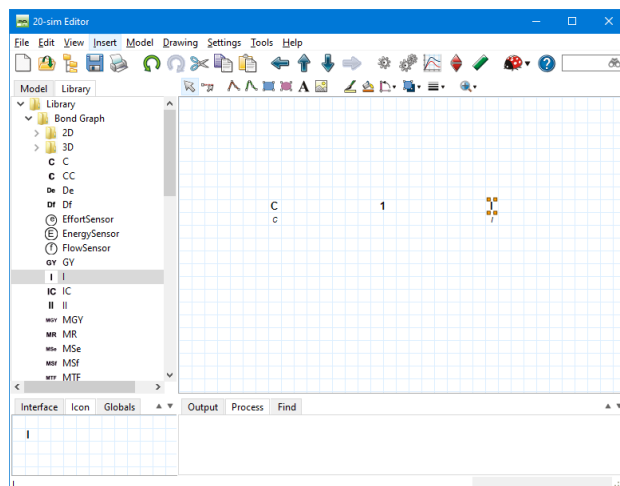 20-sim Editor
File Edit View Insert Model Drawing Settings Tools Help
Model Library
Library
Bond Graph
2D
3D
C C
C CC
De De
Df Df
e EffortSensor
E EnergySensor
f FlowSensor
GY GY
I I
IC IC
II II
MGY MGY
MR MR
MSe MSe
MSf MSf
MTF MTF
C 1 I
C I
Interface Icon Globals
Output Process Find
I